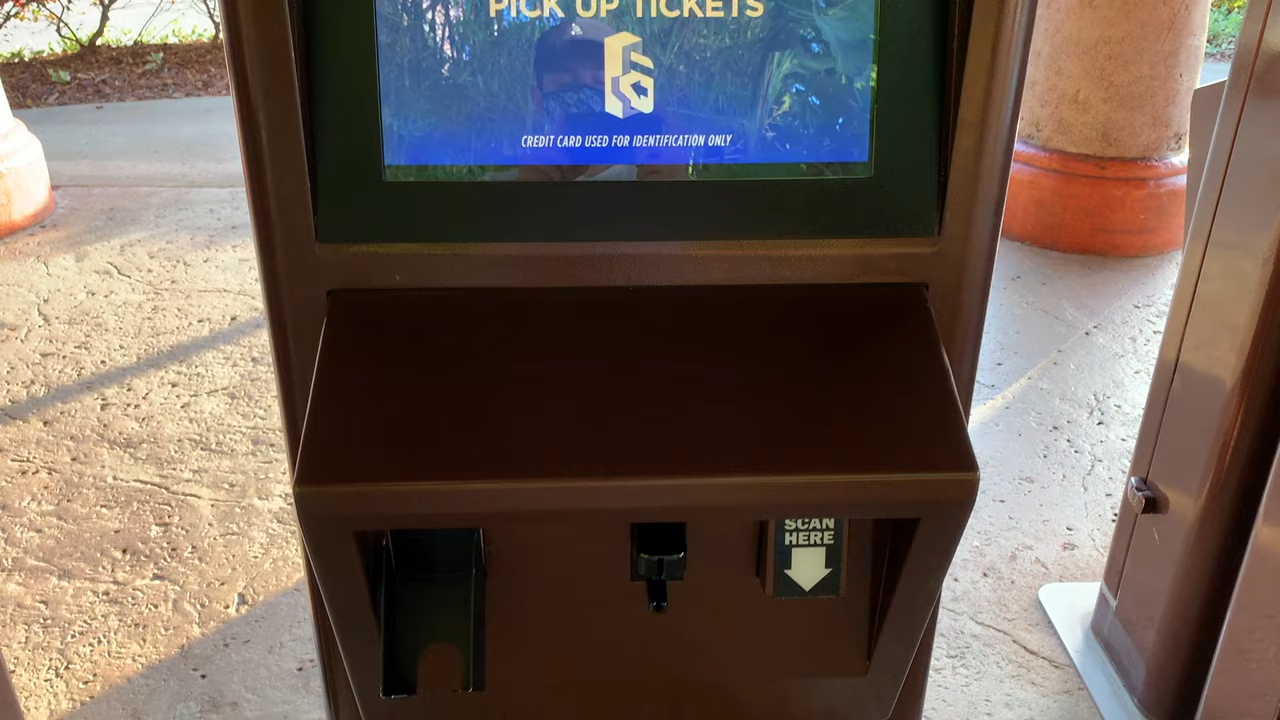 PICK UP TICKETS
CREDIT CARD USED FOR IDENTIFICATION ONLY
SCAN
HERE